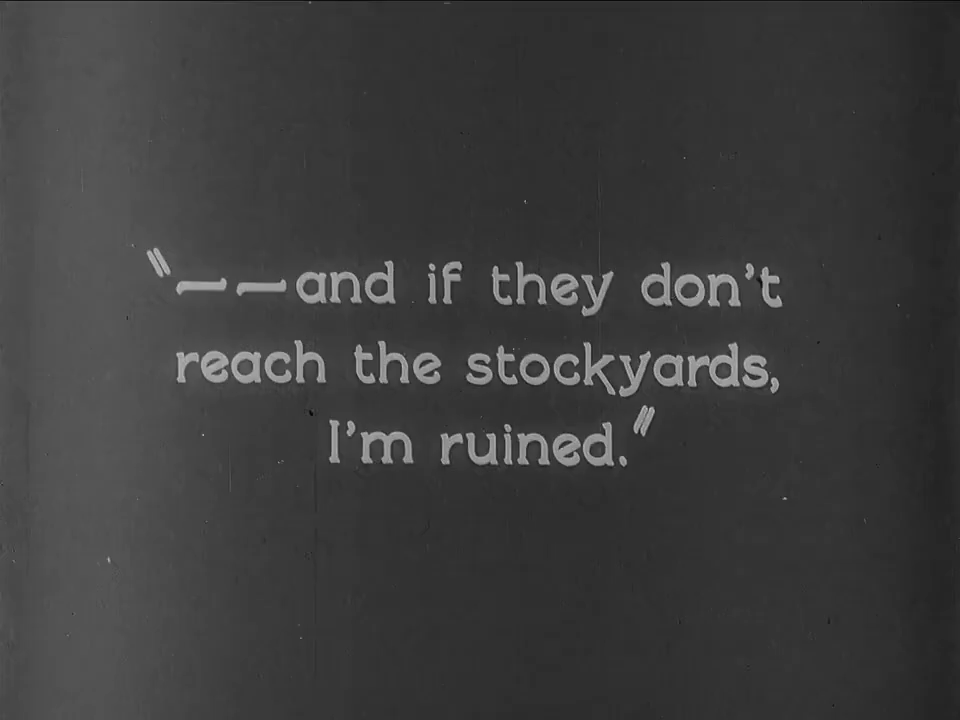 "——and if they don't
reach the stockyards,
I'm ruined."